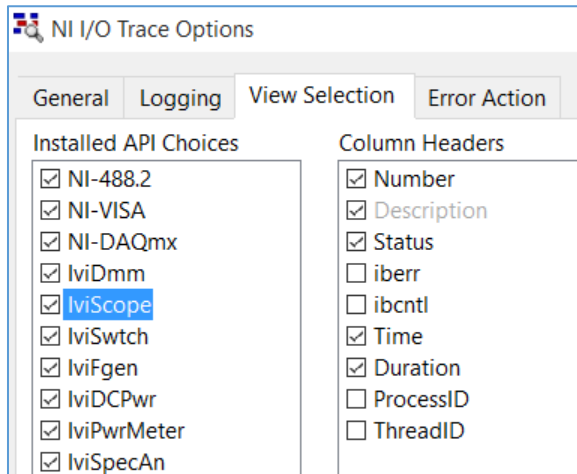 NI I/O Trace Options
General
Logging
View Selection
Error Action
Installed API Choices
NI-488.2
NI-VISA
NI-DAQmx
IviDmm
IviScope
IviSwtch
IviFgen
IviDCPwr
IviPwrMeter
IviSpecAn
Column Headers
Number
Description
Status
iberr
ibcntl
Time
Duration
ProcessID
ThreadID